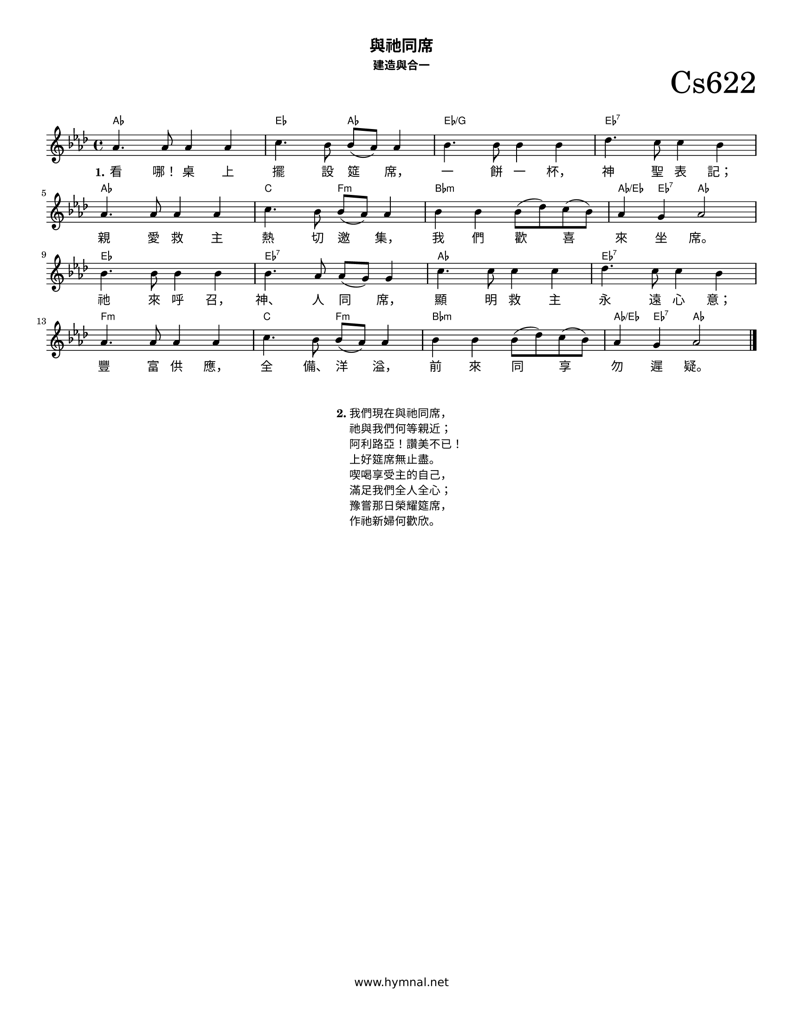 與祂同席
建造與合一
Cs622
A♭ E♭ A♭ E♭/G E♭7
1. 看 哪！桌 上 擺 設 筵 席， 一 餅 一 杯， 神 聖 表 記；
5 A♭ C Fm B♭m A♭/E♭ E♭7 A♭
親 愛 救 主 熱 切 邀 集， 我 們 歡 喜 來 坐 席。
9 E♭ E♭7 A♭ E♭7
祂 來 呼 召， 神、 人 同 席， 顯 明 救 主 永 遠 心 意；
13 Fm C Fm B♭m A♭/E♭ E♭7 A♭
豐 富 供 應， 全 備、 洋 溢， 前 來 同 享 勿 遲 疑。
2. 我們現在與祂同席，
祂與我們何等親近；
阿利路亞！讚美不已！
上好筵席無止盡。
喫喝享受主的自己，
滿足我們全人全心；
豫嘗那日榮耀筵席，
作祂新婦何歡欣。
www.hymnal.net